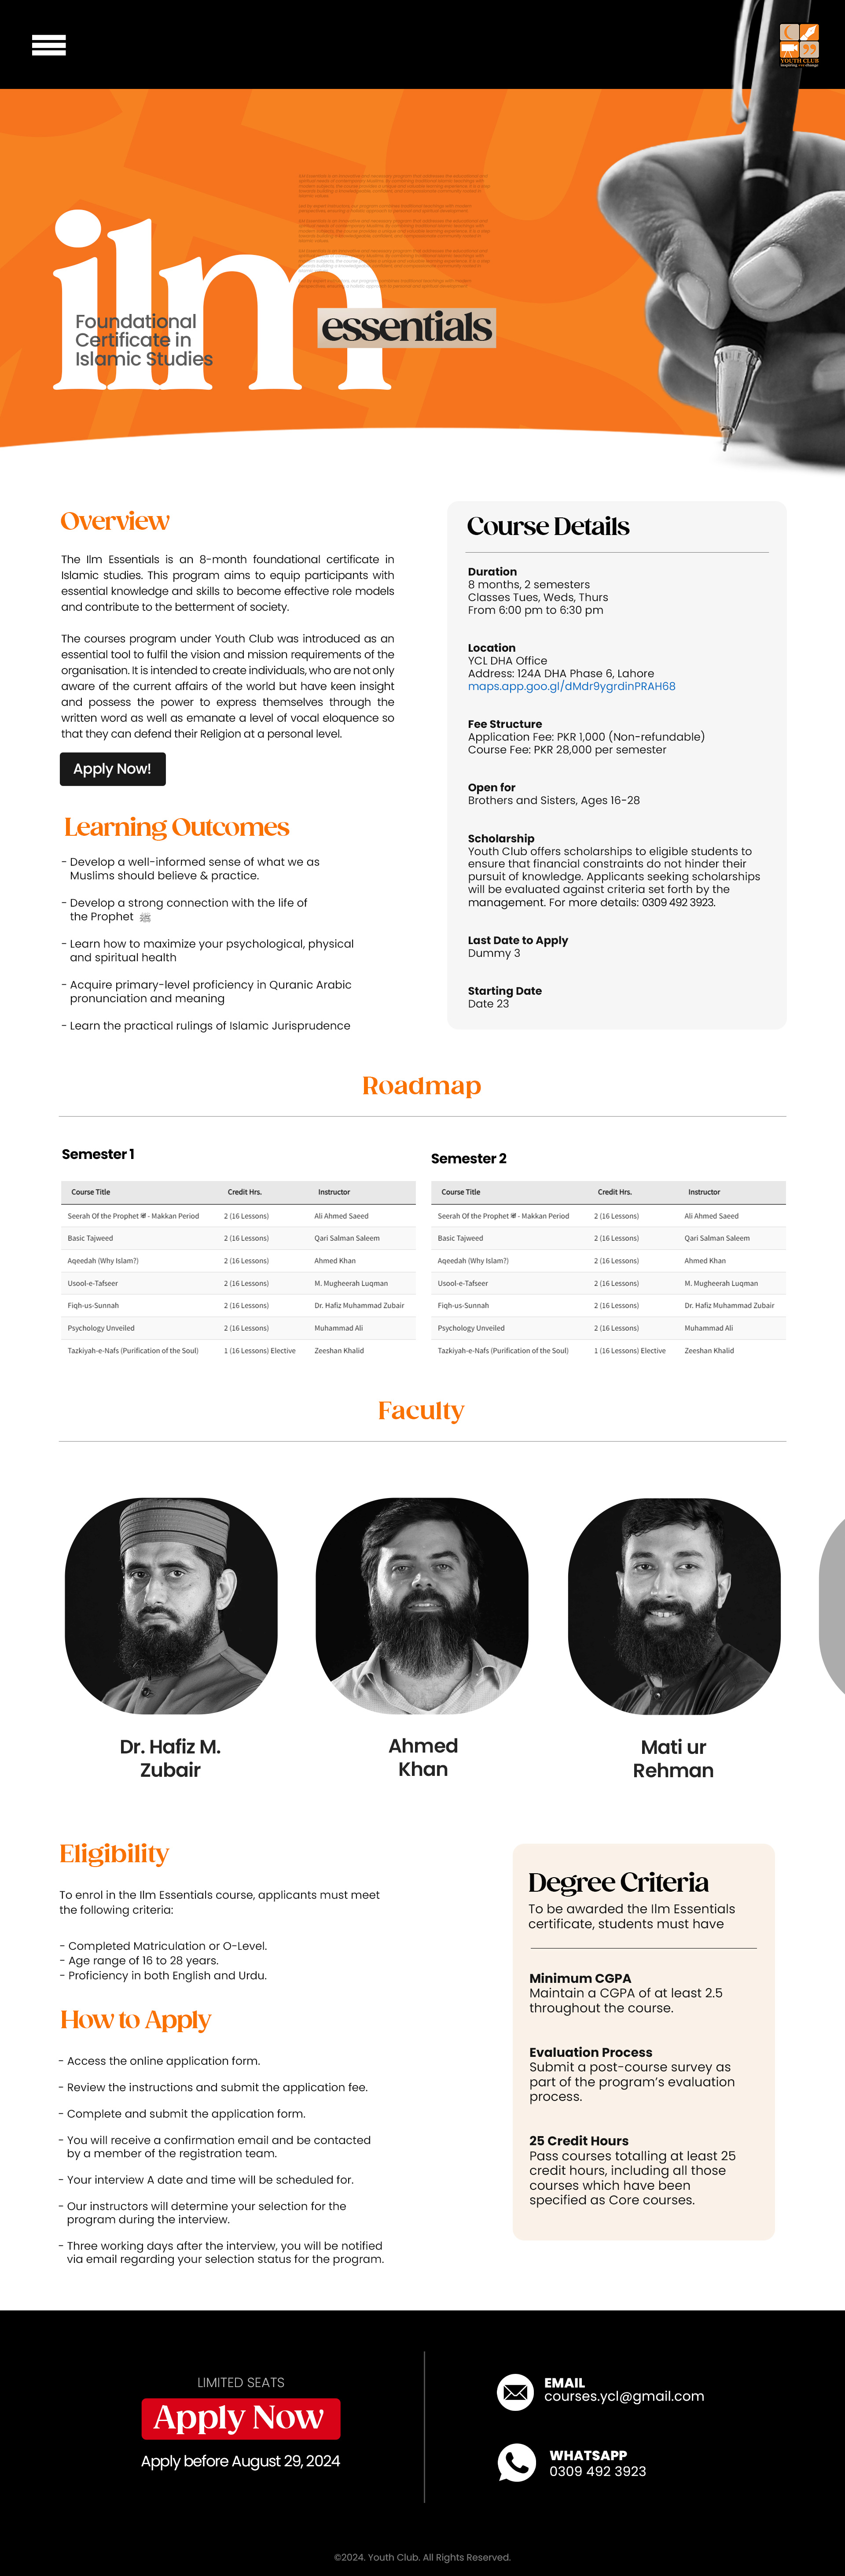 YOUTH CLUB
ilm
Foundational
Certificate in
Islamic Studies
essentials
Overview
The Ilm Essentials is an 8-month foundational certificate in
Islamic studies. This program aims to equip participants with
essential knowledge and skills to become effective role models
and contribute to the betterment of society.
The courses program under Youth Club was introduced as an
essential tool to fulfil the vision and mission requirements of the
organisation. It is intended to create individuals, who are not only
aware of the current affairs of the world but have keen insight
and possess the power to express themselves through the
written word as well as emanate a level of vocal eloquence so
that they can defend their Religion at a personal level.
Apply Now!
Learning Outcomes
- Develop a well-informed sense of what we as
Muslims should believe & practice.
- Develop a strong connection with the life of
the Prophet ﷺ
- Learn how to maximize your psychological, physical
and spiritual health
- Acquire primary-level proficiency in Quranic Arabic
pronunciation and meaning
- Learn the practical rulings of Islamic Jurisprudence
Course Details
Duration
8 months, 2 semesters
Classes Tues, Weds, Thurs
From 6:00 pm to 6:30 pm
Location
YCL DHA Office
Address: 124A DHA Phase 6, Lahore
maps.app.goo.gl/dMdr9ygrdinPRAH68
Fee Structure
Application Fee: PKR 1,000 (Non-refundable)
Course Fee: PKR 28,000 per semester
Open for
Brothers and Sisters, Ages 16-28
Scholarship
Youth Club offers scholarships to eligible students to
ensure that financial constraints do not hinder their
pursuit of knowledge. Applicants seeking scholarships
will be evaluated against criteria set forth by the
management. For more details: 0309 492 3923.
Last Date to Apply
Dummy 3
Starting Date
Date 23
Roadmap
Semester 1
Course Title Credit Hrs. Instructor
Seerah Of the Prophet ﷺ - Makkan Period 2 (16 Lessons) Ali Ahmed Saeed
Basic Tajweed 2 (16 Lessons) Qari Salman Saleem
Aqeedah (Why Islam?) 2 (16 Lessons) Ahmed Khan
Usool-e-Tafseer 2 (16 Lessons) M. Mugheerah Luqman
Fiqh-us-Sunnah 2 (16 Lessons) Dr. Hafiz Muhammad Zubair
Psychology Unveiled 2 (16 Lessons) Muhammad Ali
Tazkiyah-e-Nafs (Purification of the Soul) 1 (16 Lessons) Elective Zeeshan Khalid
Semester 2
Course Title Credit Hrs. Instructor
Seerah Of the Prophet ﷺ - Makkan Period 2 (16 Lessons) Ali Ahmed Saeed
Basic Tajweed 2 (16 Lessons) Qari Salman Saleem
Aqeedah (Why Islam?) 2 (16 Lessons) Ahmed Khan
Usool-e-Tafseer 2 (16 Lessons) M. Mugheerah Luqman
Fiqh-us-Sunnah 2 (16 Lessons) Dr. Hafiz Muhammad Zubair
Psychology Unveiled 2 (16 Lessons) Muhammad Ali
Tazkiyah-e-Nafs (Purification of the Soul) 1 (16 Lessons) Elective Zeeshan Khalid
Faculty
Dr. Hafiz M.
Zubair
Ahmed
Khan
Mati ur
Rehman
Eligibility
To enrol in the Ilm Essentials course, applicants must meet
the following criteria:
- Completed Matriculation or O-Level.
- Age range of 16 to 28 years.
- Proficiency in both English and Urdu.
How to Apply
- Access the online application form.
- Review the instructions and submit the application fee.
- Complete and submit the application form.
- You will receive a confirmation email and be contacted
by a member of the registration team.
- Your interview A date and time will be scheduled for.
- Our instructors will determine your selection for the
program during the interview.
- Three working days after the interview, you will be notified
via email regarding your selection status for the program.
Degree Criteria
To be awarded the Ilm Essentials
certificate, students must have
Minimum CGPA
Maintain a CGPA of at least 2.5
throughout the course.
Evaluation Process
Submit a post-course survey as
part of the program's evaluation
process.
25 Credit Hours
Pass courses totalling at least 25
credit hours, including all those
courses which have been
specified as Core courses.
LIMITED SEATS
Apply Now
Apply before August 29, 2024
EMAIL
courses.ycl@gmail.com
WHATSAPP
0309 492 3923
©2024. Youth Club. All Rights Reserved.